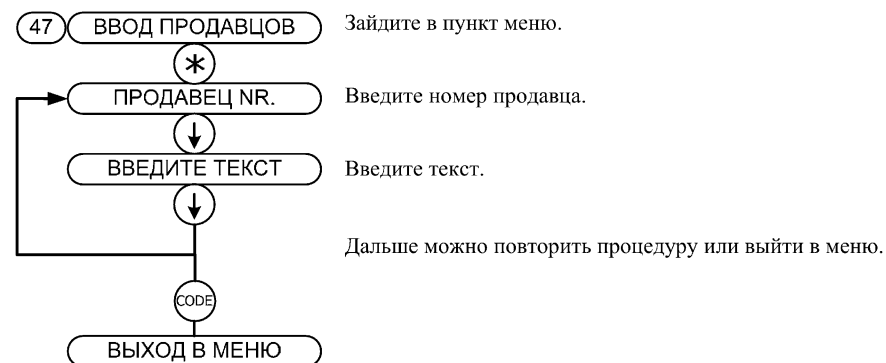 47 ВВОД ПРОДАВЦОВ Зайдите в пункт меню.
*
ПРОДАВЕЦ NR. Введите номер продавца.
↓
ВВЕДИТЕ ТЕКСТ Введите текст.
↓
Дальше можно повторить процедуру или выйти в меню.
CODE
ВЫХОД В МЕНЮ